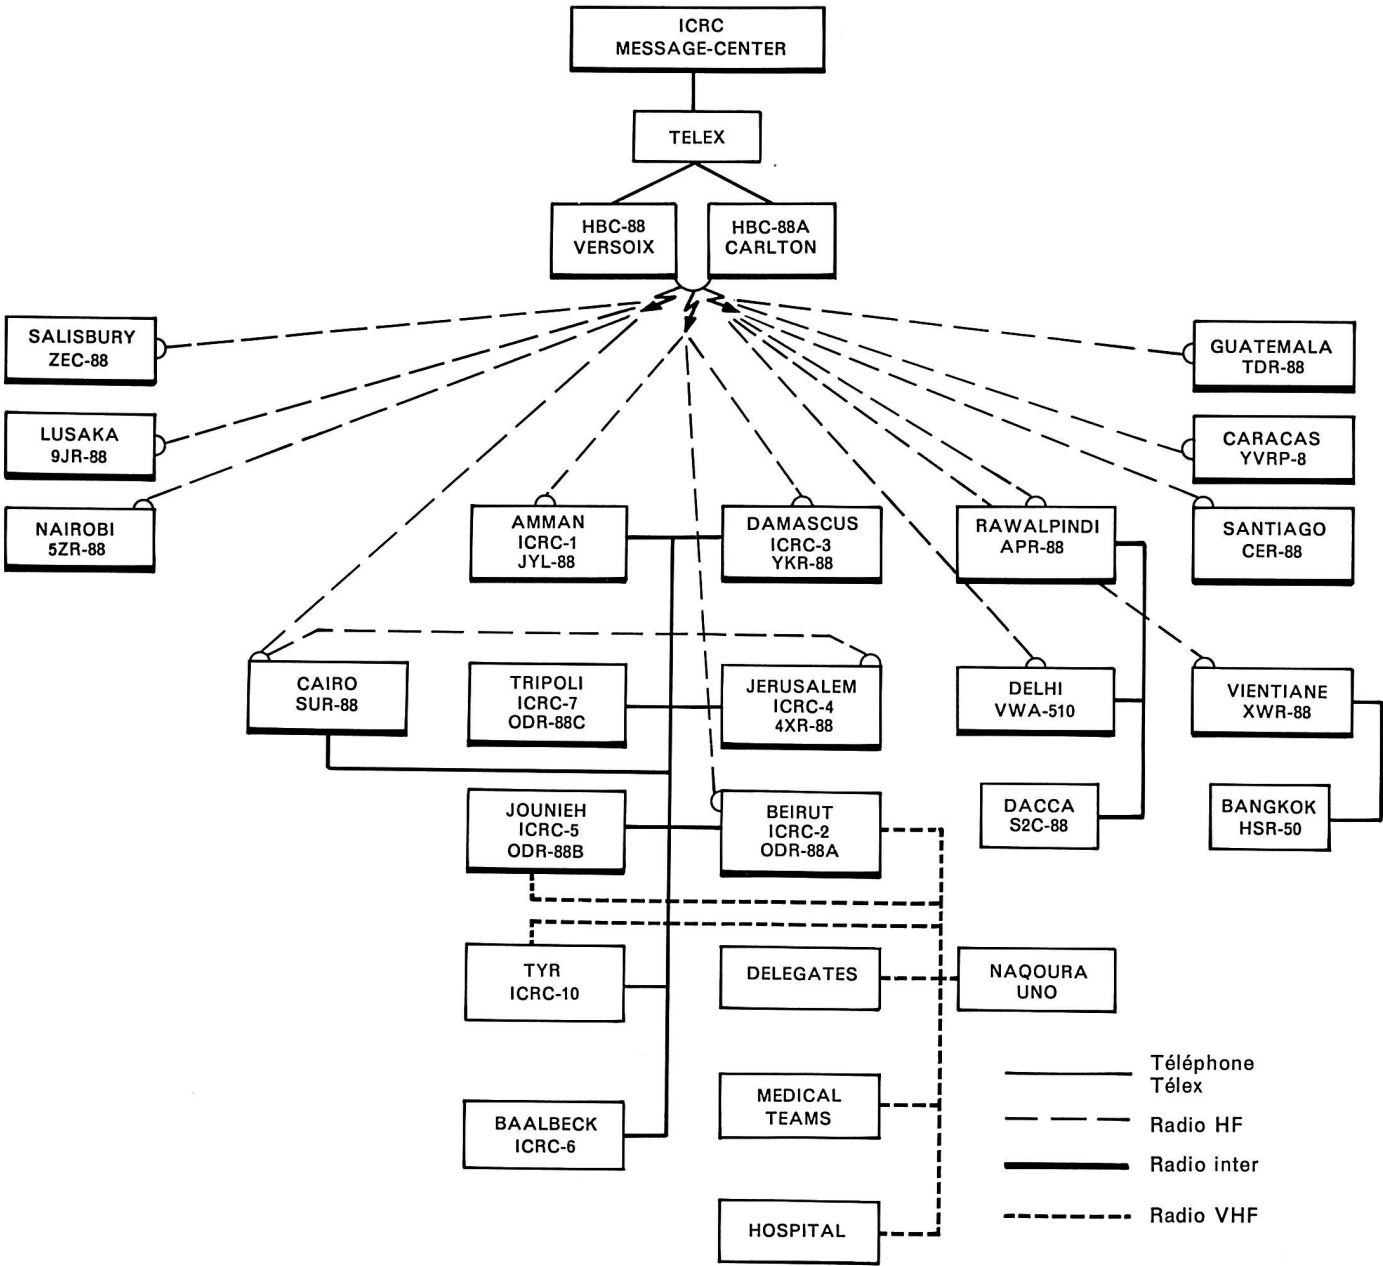 ICRC
MESSAGE-CENTER
TELEX
HBC-88
VERSOIX
HBC-88A
CARLTON
SALISBURY
ZEC-88
GUATEMALA
TDR-88
LUSAKA
9JR-88
CARACAS
YVRP-8
NAIROBI
5ZR-88
AMMAN
ICRC-1
JYL-88
DAMASCUS
ICRC-3
YKR-88
RAWALPINDI
APR-88
SANTIAGO
CER-88
CAIRO
SUR-88
TRIPOLI
ICRC-7
ODR-88C
JERUSALEM
ICRC-4
4XR-88
DELHI
VWA-510
VIENTIANE
XWR-88
JOUNIEH
ICRC-5
ODR-88B
BEIRUT
ICRC-2
ODR-88A
DACCA
S2C-88
BANGKOK
HSR-50
TYR
ICRC-10
DELEGATES
NAQOURA
UNO
BAALBECK
ICRC-6
MEDICAL
TEAMS
HOSPITAL
Téléphone
Télex
Radio HF
Radio inter
Radio VHF